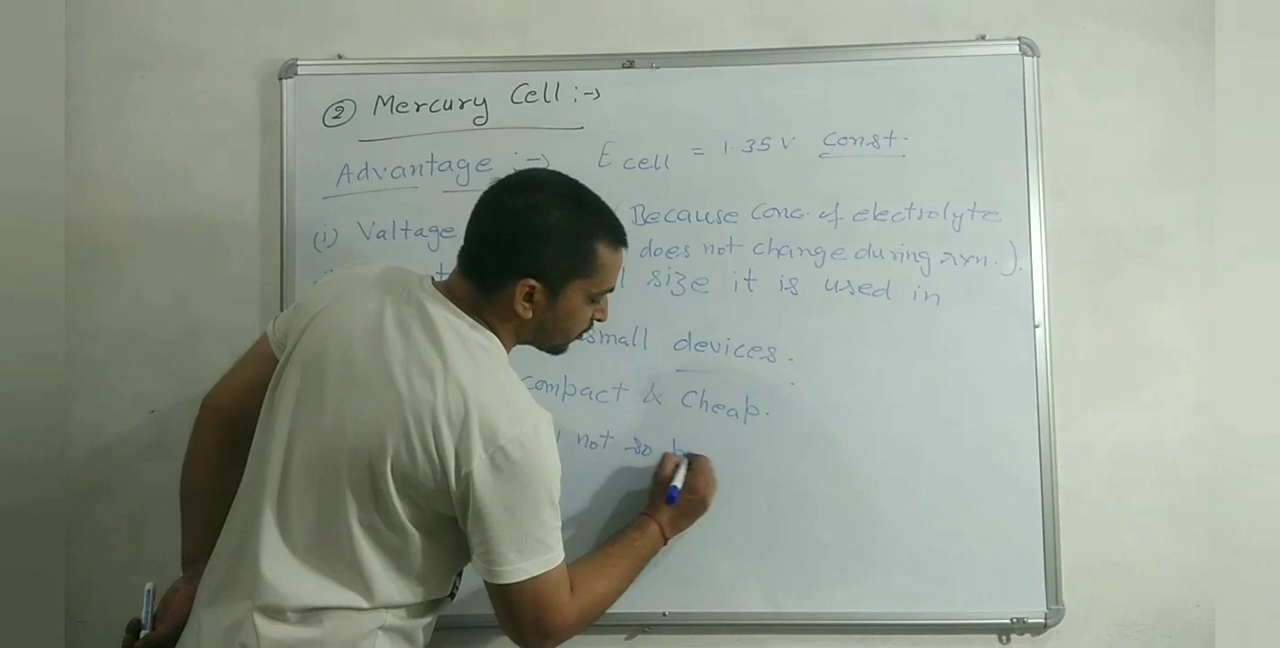 ② Mercury Cell :→
Advantage :→ E cell = 1.35 V Const.
(i) Valtage (Because Conc. of electrolyte
does not change during rxn.).
size it is used in
small devices.
compact & Cheap.
not so